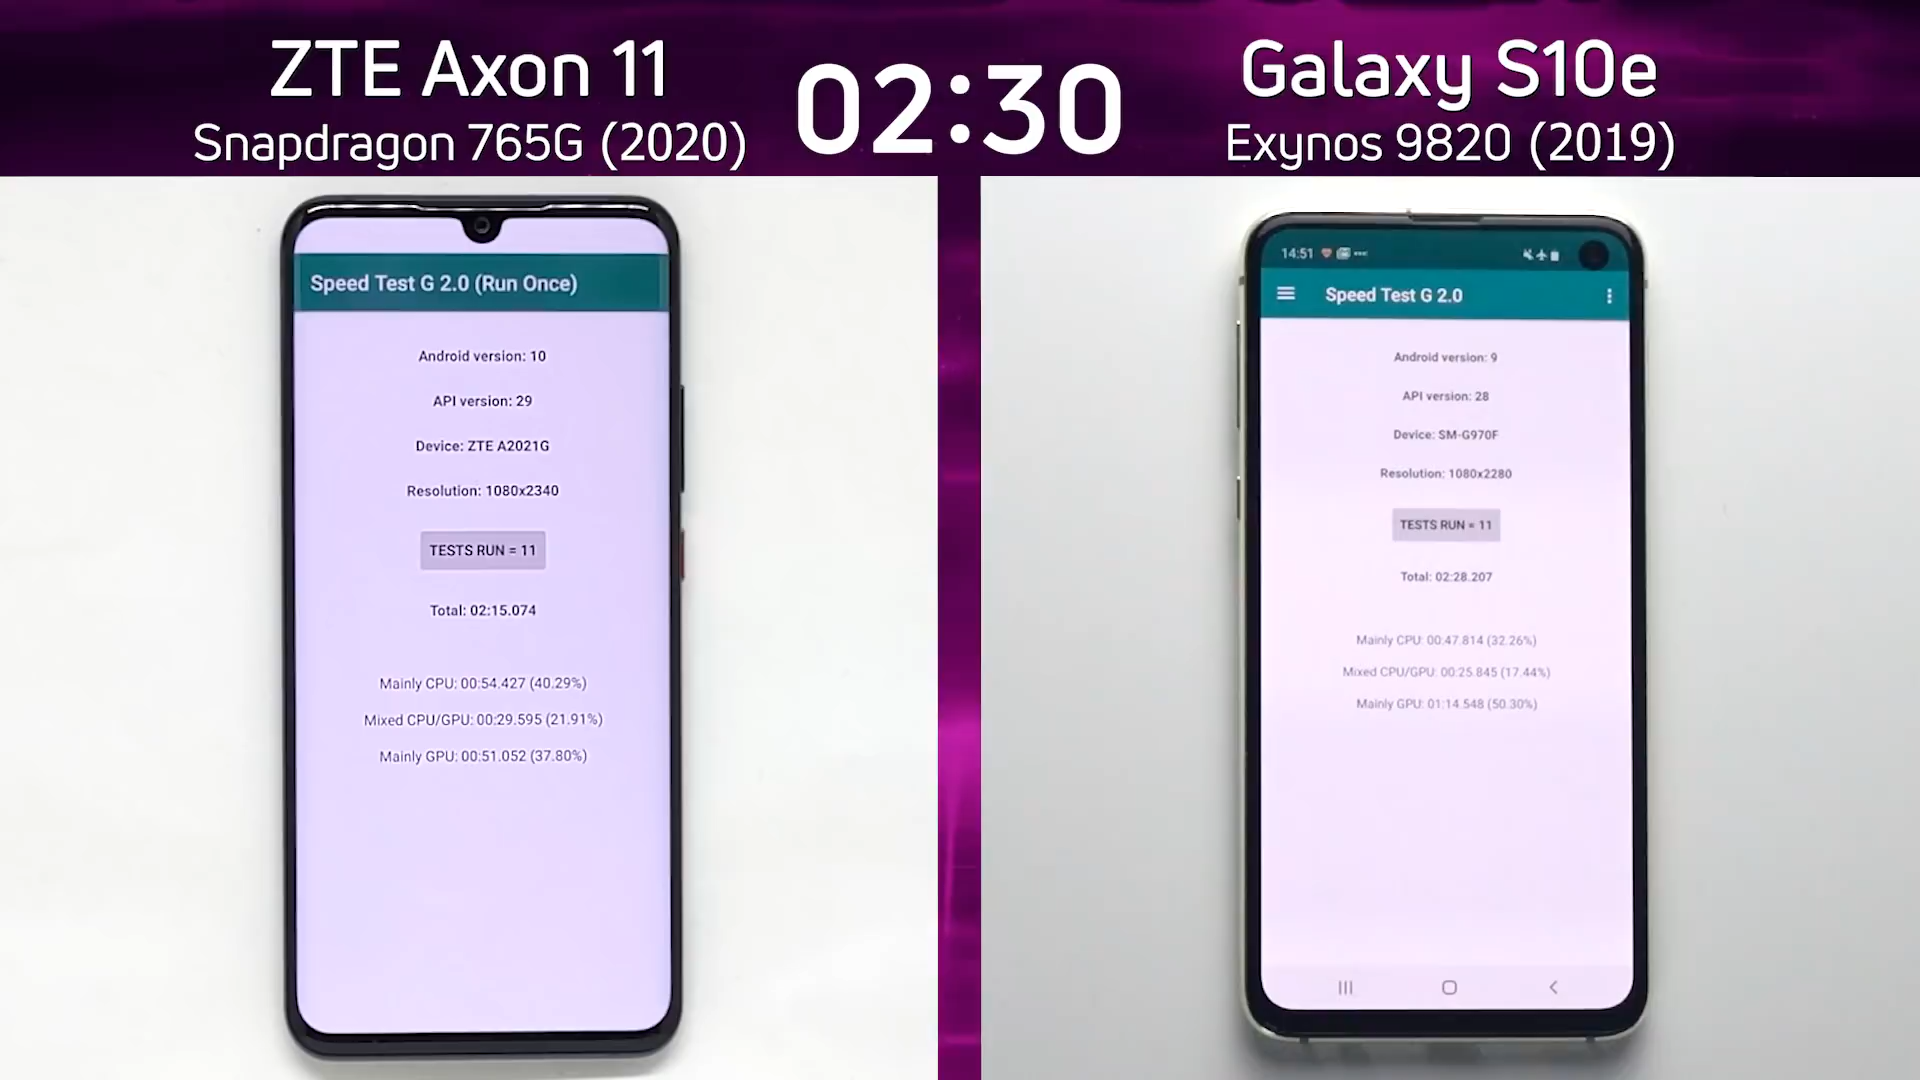 ZTE Axon 11
Snapdragon 765G (2020)
02:30
Galaxy S10e
Exynos 9820 (2019)
Speed Test G 2.0 (Run Once)
Android version: 10
API version: 29
Device: ZTE A2021G
Resolution: 1080x2340
TESTS RUN = 11
Total: 02:15.074
Mainly CPU: 00:54.427 (40.29%)
Mixed CPU/GPU: 00:29.595 (21.91%)
Mainly GPU: 00:51.052 (37.80%)
14:51
Speed Test G 2.0
Android version: 9
API version: 28
Device: SM-G970F
Resolution: 1080x2280
TESTS RUN = 11
Total: 02:28.207
Mainly CPU: 00:47.814 (32.26%)
Mixed CPU/GPU: 00:25.845 (17.44%)
Mainly GPU: 01:14.548 (50.30%)